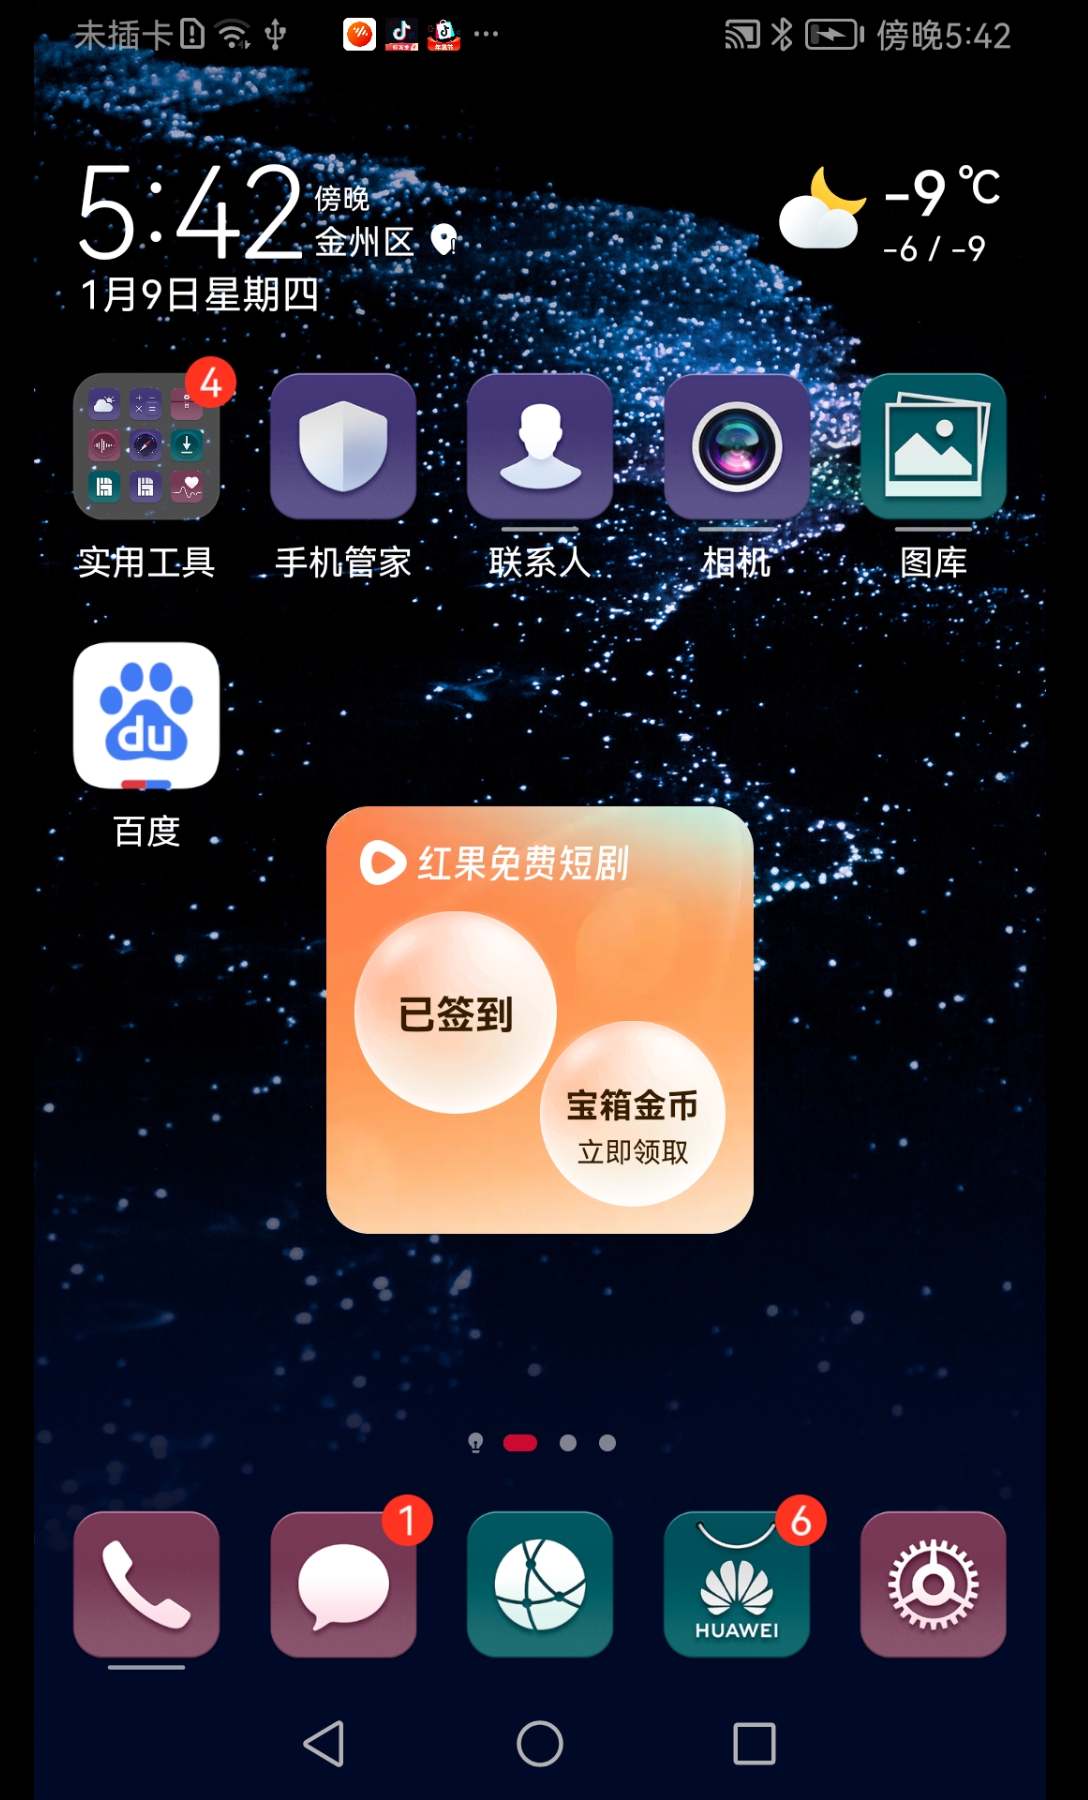 未插卡 傍晚5:42
5:42 傍晚
金州区
1月9日星期四
-9℃
-6 / -9
4
实用工具 手机管家 联系人 相机 图库
du
百度
红果免费短剧
已签到
宝箱金币
立即领取
1 6
HUAWEI